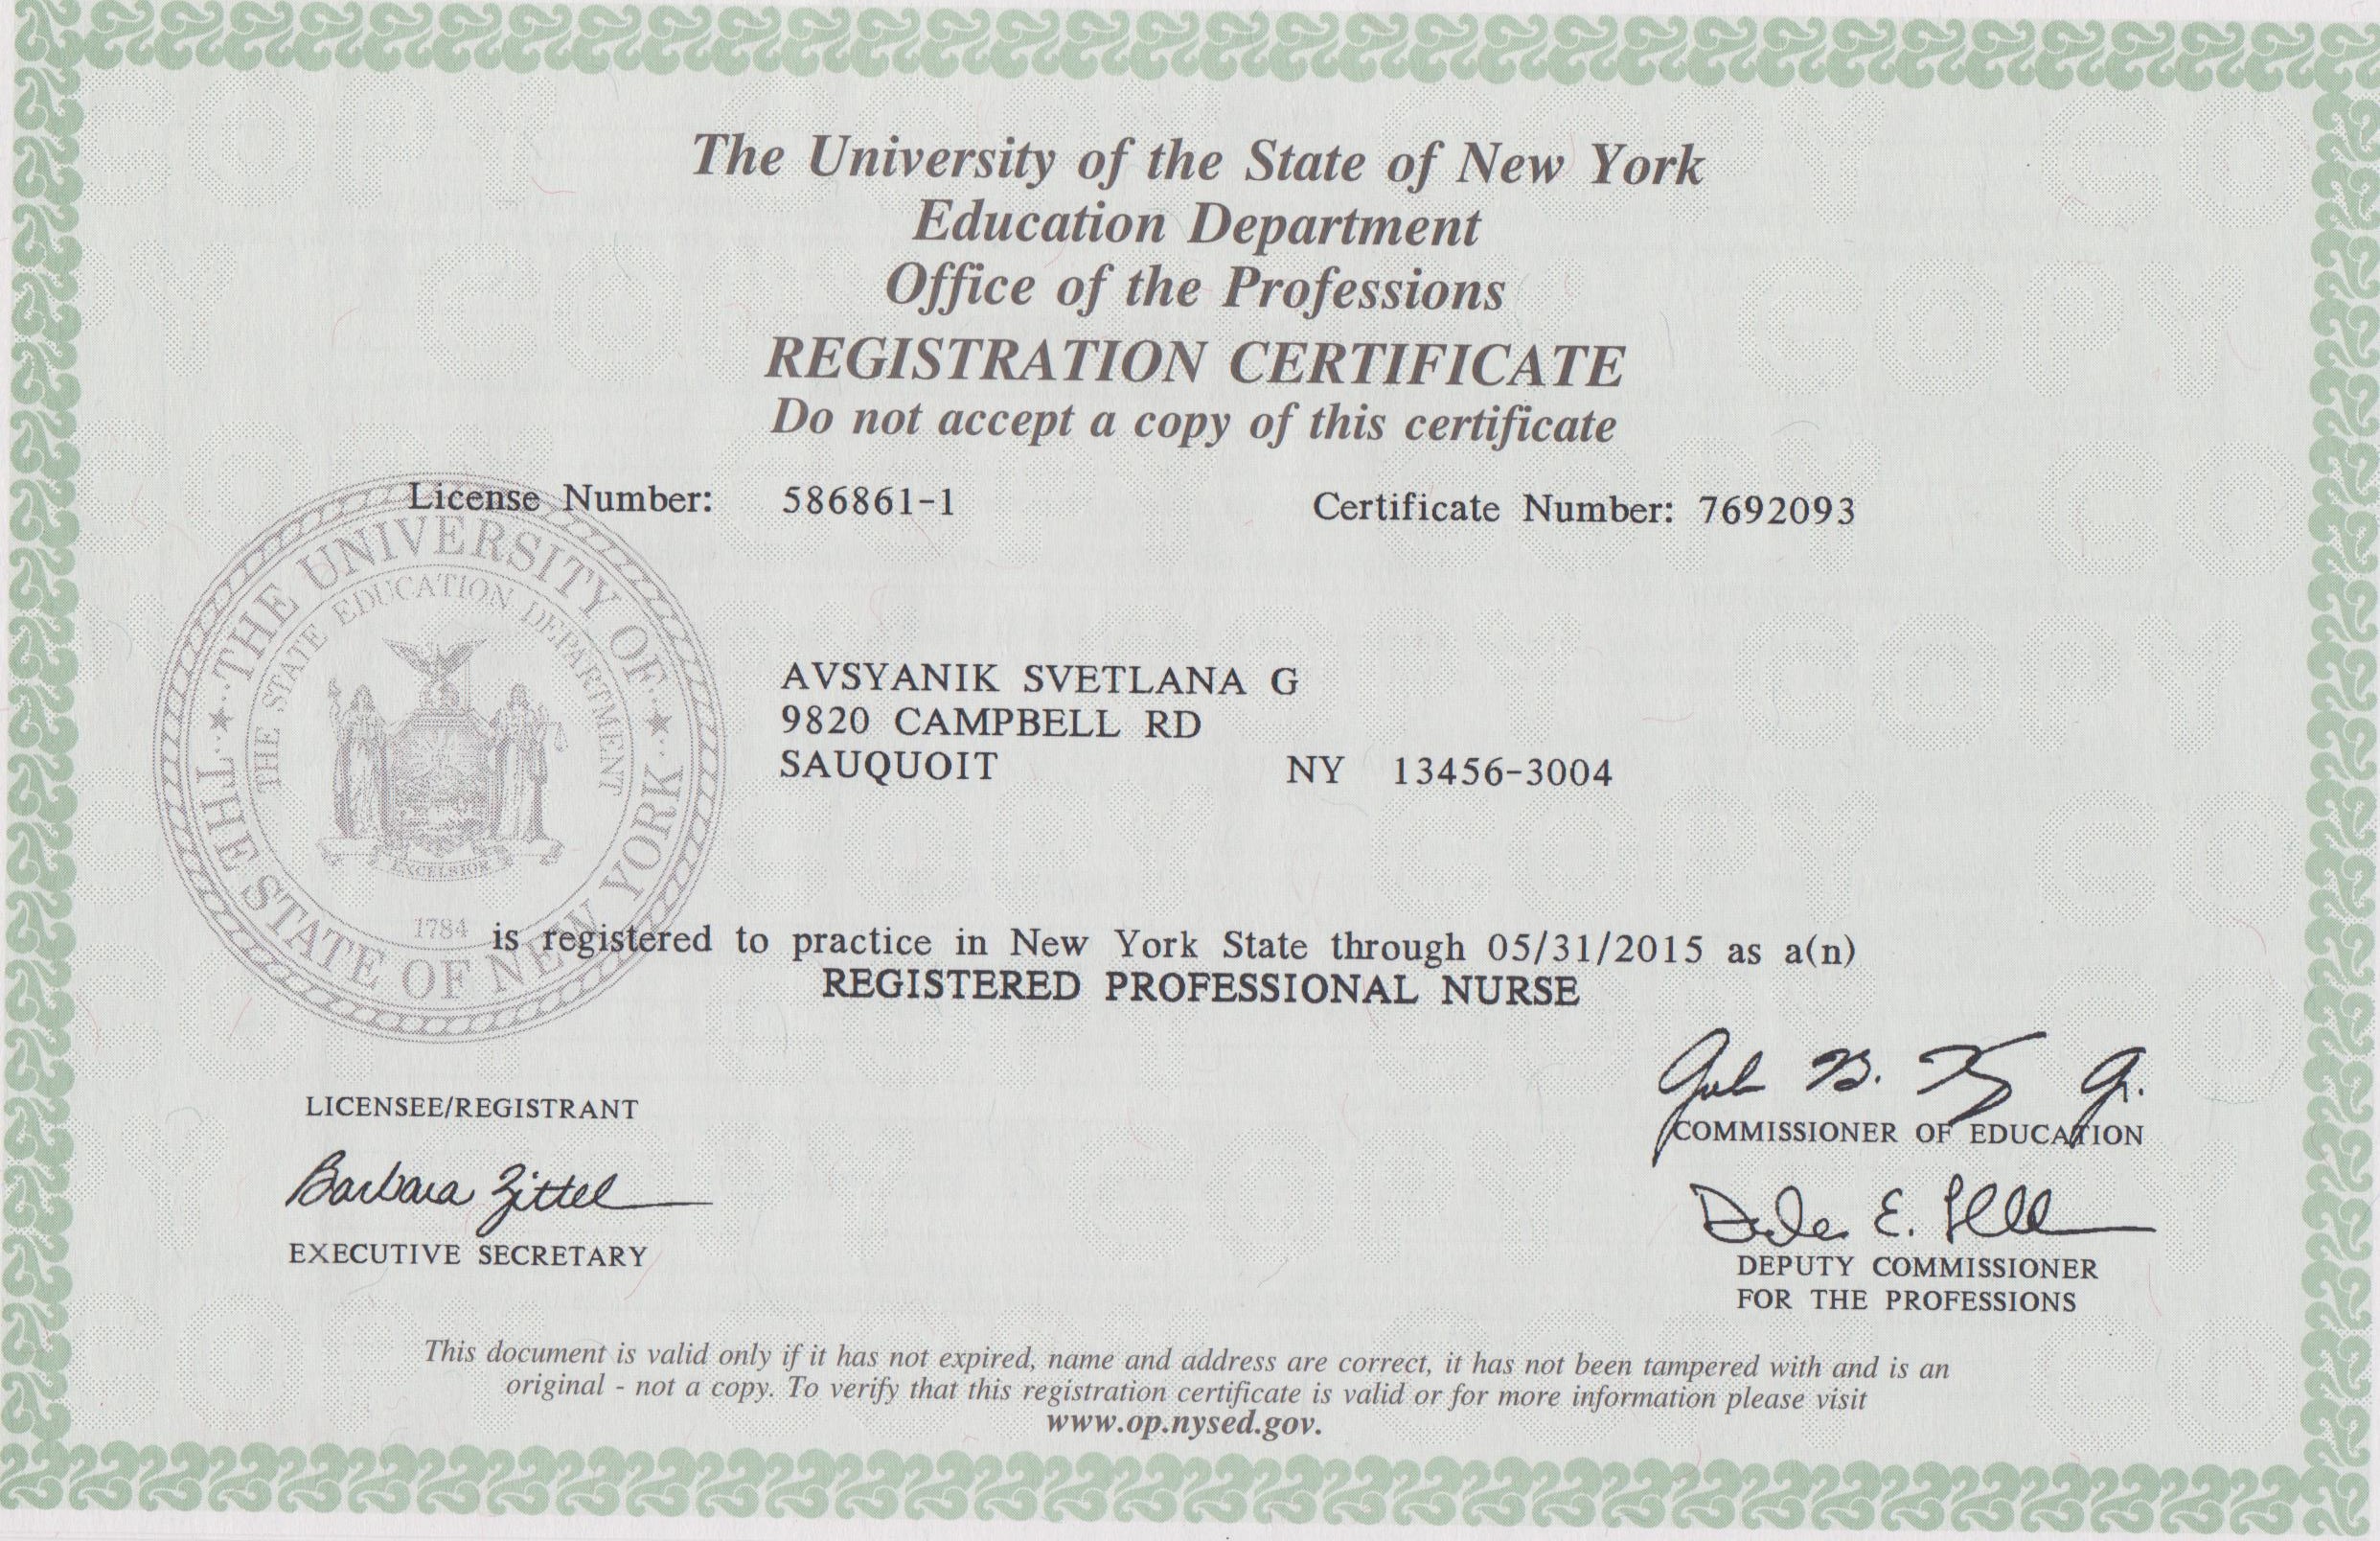 The University of the State of New York
Education Department
Office of the Professions
REGISTRATION CERTIFICATE
Do not accept a copy of this certificate
License Number: 586861-1 Certificate Number: 7692093
THE UNIVERSITY OF THE STATE OF NEW YORK
THE STATE EDUCATION DEPARTMENT
EXCELSIOR
1784
AVSYANIK SVETLANA G
9820 CAMPBELL RD
SAUQUOIT NY 13456-3004
is registered to practice in New York State through 05/31/2015 as a(n)
REGISTERED PROFESSIONAL NURSE
LICENSEE/REGISTRANT
COMMISSIONER OF EDUCATION
Barbara Zittel
EXECUTIVE SECRETARY
DEPUTY COMMISSIONER
FOR THE PROFESSIONS
This document is valid only if it has not expired, name and address are correct, it has not been tampered with and is an
original - not a copy. To verify that this registration certificate is valid or for more information please visit
www.op.nysed.gov.